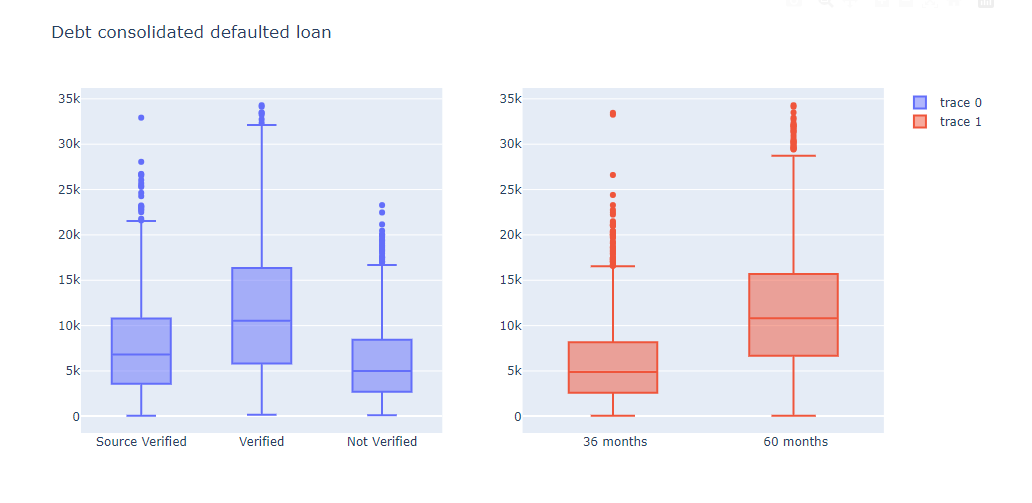 Debt consolidated defaulted loan
35k
30k
25k
20k
15k
10k
5k
0
Source Verified
Verified
Not Verified
35k
30k
25k
20k
15k
10k
5k
0
36 months
60 months
trace 0
trace 1